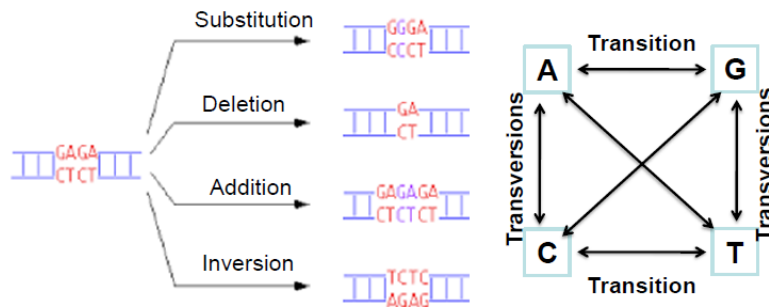 Substitution
GGGA
CCCT
Deletion
GA
CT
GAGA
CTCT
Addition
GAGAGA
CTCTCT
Inversion
TCTC
AGAG
Transition
A
G
Transversions
Transversions
C
T
Transition